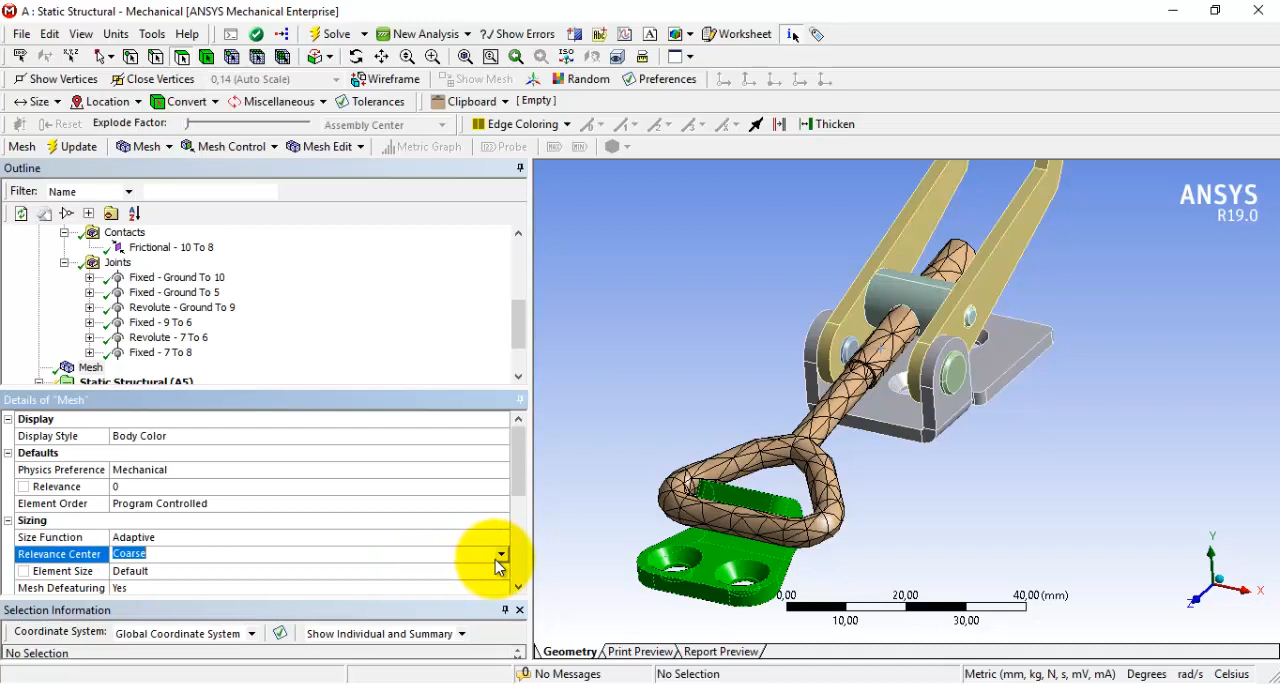 A : Static Structural - Mechanical [ANSYS Mechanical Enterprise]
File Edit View Units Tools Help Solve New Analysis ?/ Show Errors Worksheet
Show Vertices Close Vertices 0,14 (Auto Scale) Wireframe Show Mesh Random Preferences
Size Location Convert Miscellaneous Tolerances Clipboard [ Empty ]
Reset Explode Factor: Assembly Center Edge Coloring Thicken
Mesh Update Mesh Mesh Control Mesh Edit Metric Graph Probe
Outline
Filter: Name
Contacts
Frictional - 10 To 8
Joints
Fixed - Ground To 10
Fixed - Ground To 5
Revolute - Ground To 9
Fixed - 9 To 6
Revolute - 7 To 6
Fixed - 7 To 8
Mesh
Static Structural (A5)
Details of "Mesh"
Display
Display Style Body Color
Defaults
Physics Preference Mechanical
Relevance 0
Element Order Program Controlled
Sizing
Size Function Adaptive
Relevance Center Coarse
Element Size Default
Mesh Defeaturing Yes
Selection Information
Coordinate System: Global Coordinate System Show Individual and Summary
No Selection
ANSYS
R19.0
Y
X
Z
0,00 20,00 40,00 (mm)
10,00 30,00
Geometry Print Preview Report Preview
No Messages No Selection Metric (mm, kg, N, s, mV, mA) Degrees rad/s Celsius